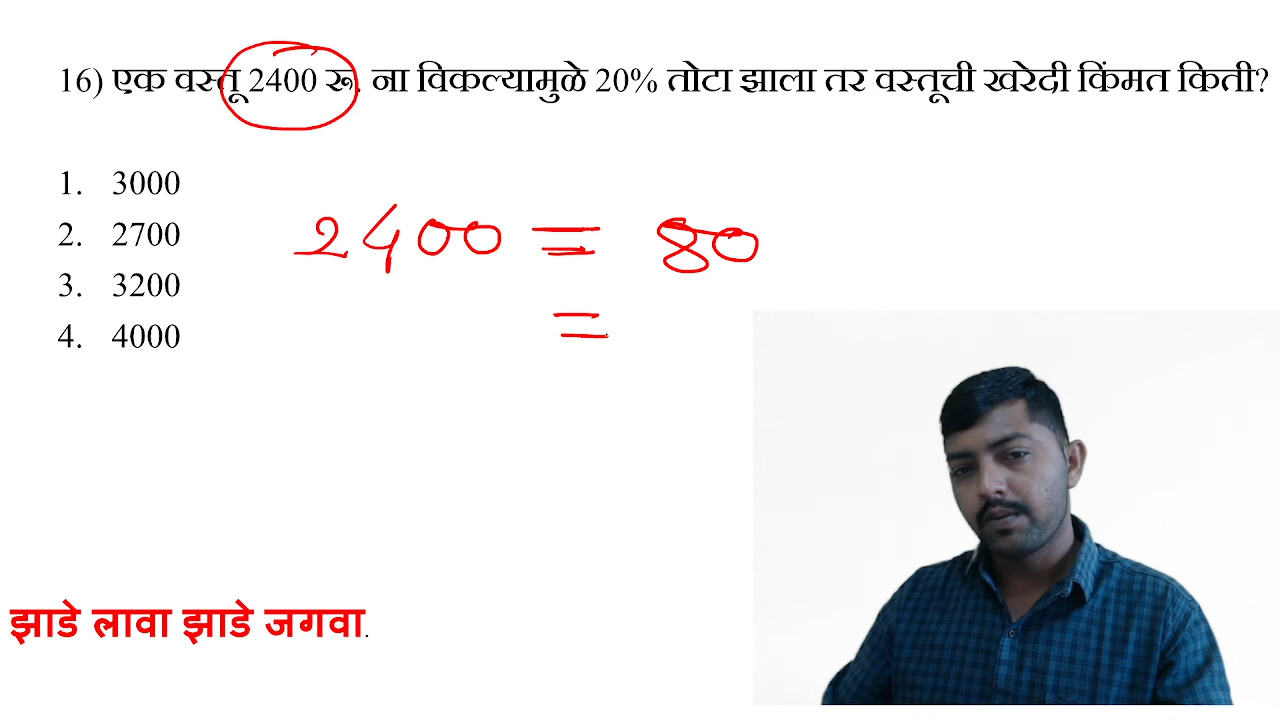 16) एक वस्तू 2400 रू. ना विकल्यामुळे 20% तोटा झाला तर वस्तूची खरेदी किंमत किती?
1. 3000
2. 2700
3. 3200
4. 4000
2400 = 80
=
झाडे लावा झाडे जगवा.